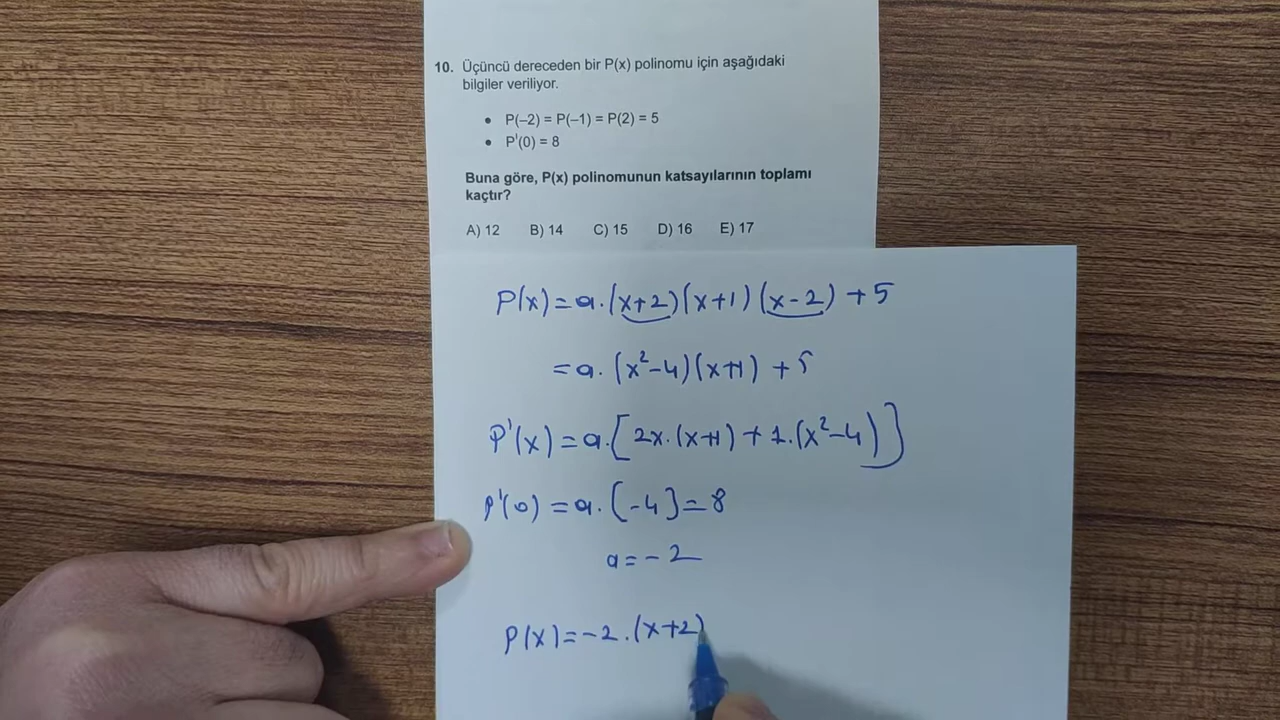 10. Üçüncü dereceden bir P(x) polinomu için aşağıdaki
bilgiler veriliyor.
• P(–2) = P(–1) = P(2) = 5
• P'(0) = 8
Buna göre, P(x) polinomunun katsayılarının toplamı
kaçtır?
A) 12 B) 14 C) 15 D) 16 E) 17
P(x) = a.(x+2)(x+1)(x-2) + 5
= a.(x²-4)(x+1) + 5
P'(x) = a.[2x.(x+1) + 1.(x²-4)]
P'(0) = a.[-4] = 8
a = -2
P(x) = -2.(x+2)